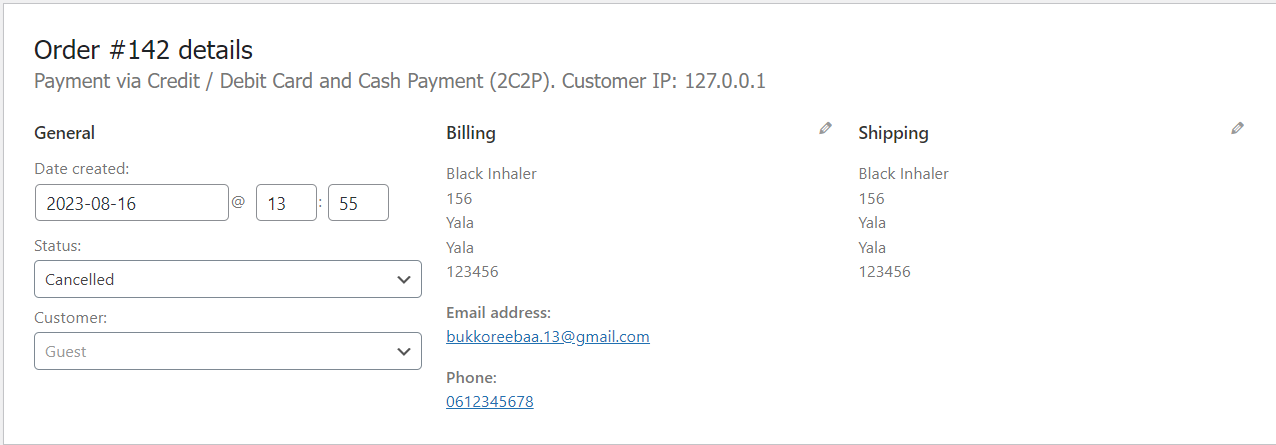 Order #142 details
Payment via Credit / Debit Card and Cash Payment (2C2P). Customer IP: 127.0.0.1
General
Date created:
2023-08-16 @ 13 : 55
Status:
Cancelled
Customer:
Guest
Billing
Black Inhaler
156
Yala
Yala
123456
Email address:
bukkoreebaa.13@gmail.com
Phone:
0612345678
Shipping
Black Inhaler
156
Yala
Yala
123456